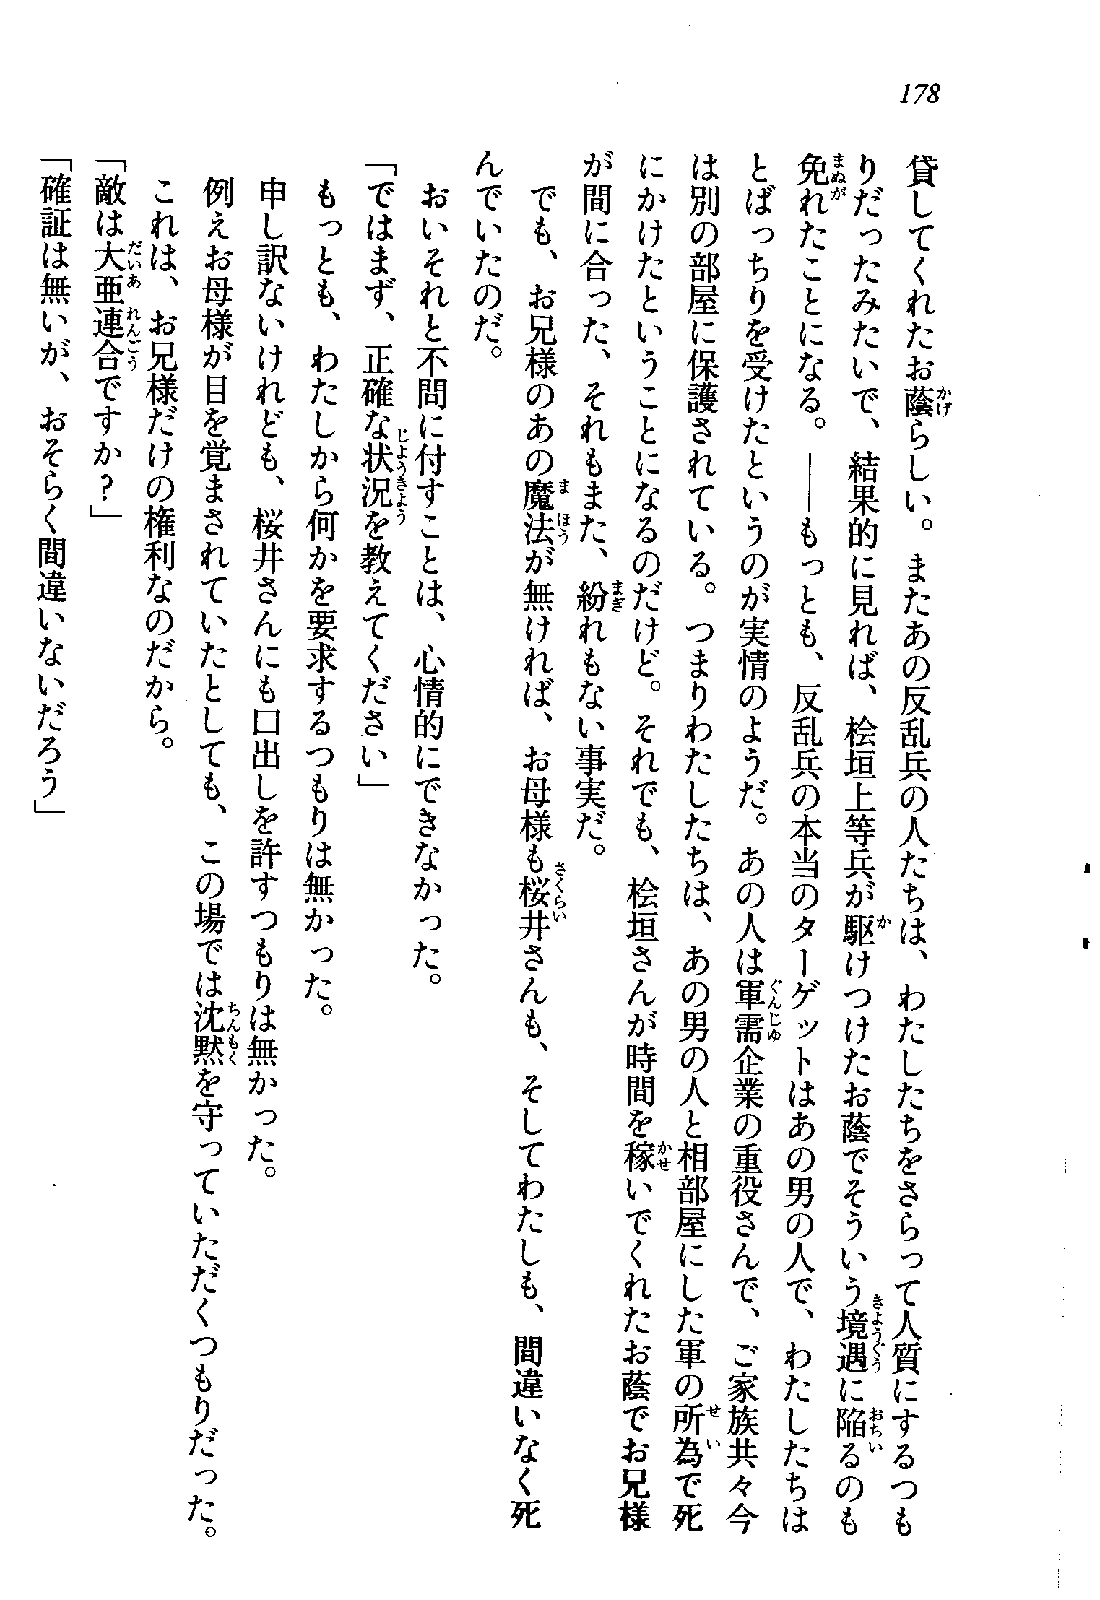 178
貸してくれたお蔭らしい。またあの反乱兵の人たちは、わたしたちをさらって人質にするつも
りだったみたいで、結果的に見れば、桧垣上等兵が駆けつけたお蔭でそういう境遇に陥るのも
免れたことになる。――もっとも、反乱兵の本当のターゲットはあの男の人で、わたしたちは
とばっちりを受けたというのが実情のようだ。あの人は軍需企業の重役さんで、ご家族共々今
は別の部屋に保護されている。つまりわたしたちは、あの男の人と相部屋にした軍の所為で死
にかけたということになるのだけど。それでも、桧垣さんが時間を稼いでくれたお蔭でお兄様
が間に合った、それもまた、紛れもない事実だ。
でも、お兄様のあの魔法が無ければ、お母様も桜井さんも、そしてわたしも、間違いなく死
んでいたのだ。
おいそれと不問に付すことは、心情的にできなかった。
「ではまず、正確な状況を教えてください」
もっとも、わたしから何かを要求するつもりは無かった。
申し訳ないけれども、桜井さんにも口出しを許すつもりは無かった。
例えお母様が目を覚まされていたとしても、この場では沈黙を守っていただくつもりだった。
これは、お兄様だけの権利なのだから。
「敵は大亜連合ですか？」
「確証は無いが、おそらく間違いないだろう」